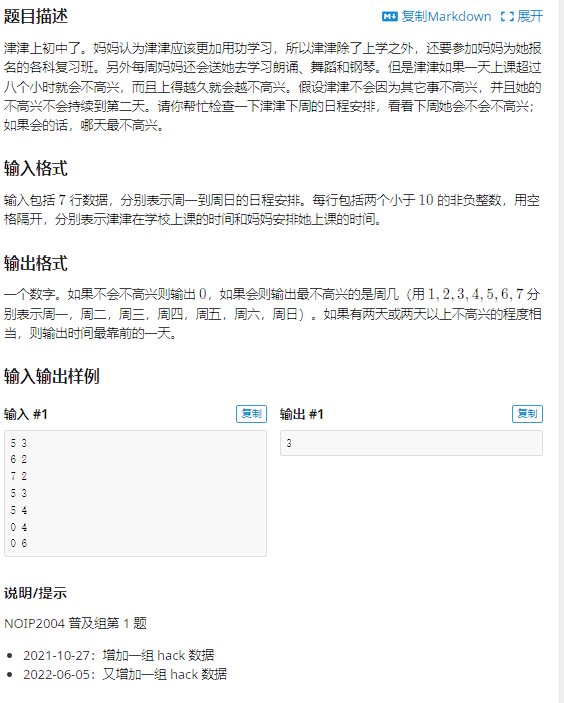 题目描述
复制Markdown 展开
津津上初中了。妈妈认为津津应该更加用功学习，所以津津除了上学之外，还要参加妈妈为她报
名的各科复习班。另外每周妈妈还会送她去学习朗诵、舞蹈和钢琴。但是津津如果一天上课超过
八个小时就会不高兴，而且上得越久就会越不高兴。假设津津不会因为其它事不高兴，并且她的
不高兴不会持续到第二天。请你帮忙检查一下津津下周的日程安排，看看下周她会不会不高兴；
如果会的话，哪天最不高兴。
输入格式
输入包括 7 行数据，分别表示周一到周日的日程安排。每行包括两个小于 10 的非负整数，用空
格隔开，分别表示津津在学校上课的时间和妈妈安排她上课的时间。
输出格式
一个数字。如果不会不高兴则输出 0，如果会则输出最不高兴的是周几（用 1, 2, 3, 4, 5, 6, 7 分
别表示周一，周二，周三，周四，周五，周六，周日）。如果有两天或两天以上不高兴的程度相
当，则输出时间最靠前的一天。
输入输出样例
输入 #1 复制
5 3
6 2
7 2
5 3
5 4
0 4
0 6
输出 #1 复制
3
说明/提示
NOIP2004 普及组第 1 题
2021-10-27：增加一组 hack 数据
2022-06-05：又增加一组 hack 数据